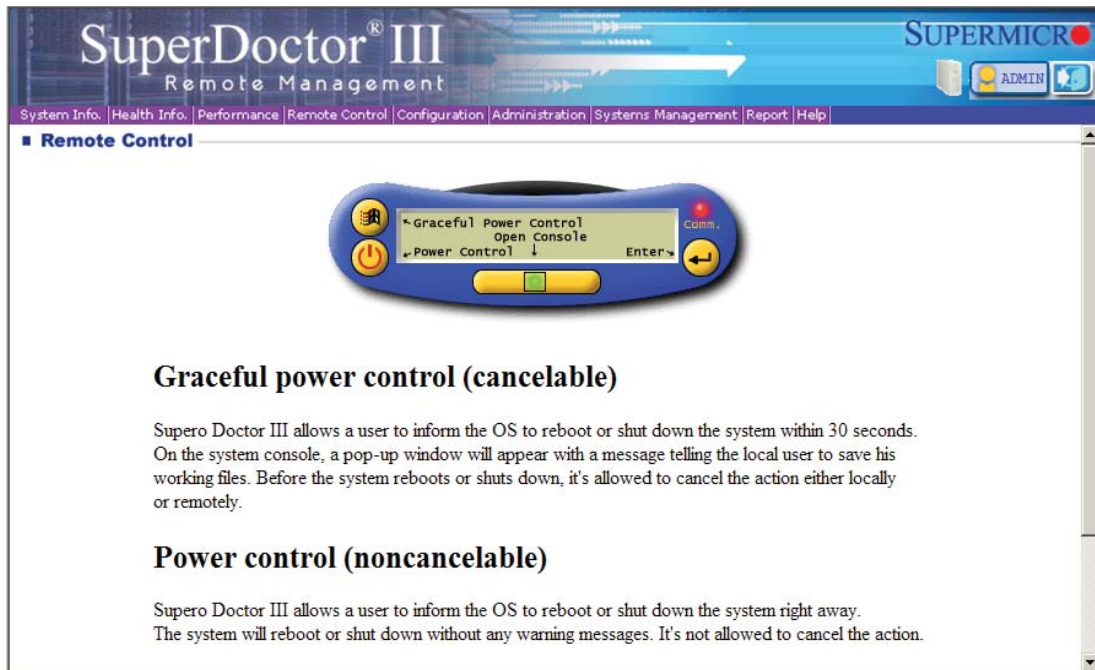 SuperDoctor® III
Remote Management
SUPERMICR
ADMIN
System Info. Health Info. Performance Remote Control Configuration Administration Systems Management Report Help
Remote Control
Graceful Power Control
Open Console
Power Control ↓ Enter
Comm.
Graceful power control (cancelable)
Supero Doctor III allows a user to inform the OS to reboot or shut down the system within 30 seconds.
On the system console, a pop-up window will appear with a message telling the local user to save his
working files. Before the system reboots or shuts down, it's allowed to cancel the action either locally
or remotely.
Power control (noncancelable)
Supero Doctor III allows a user to inform the OS to reboot or shut down the system right away.
The system will reboot or shut down without any warning messages. It's not allowed to cancel the action.